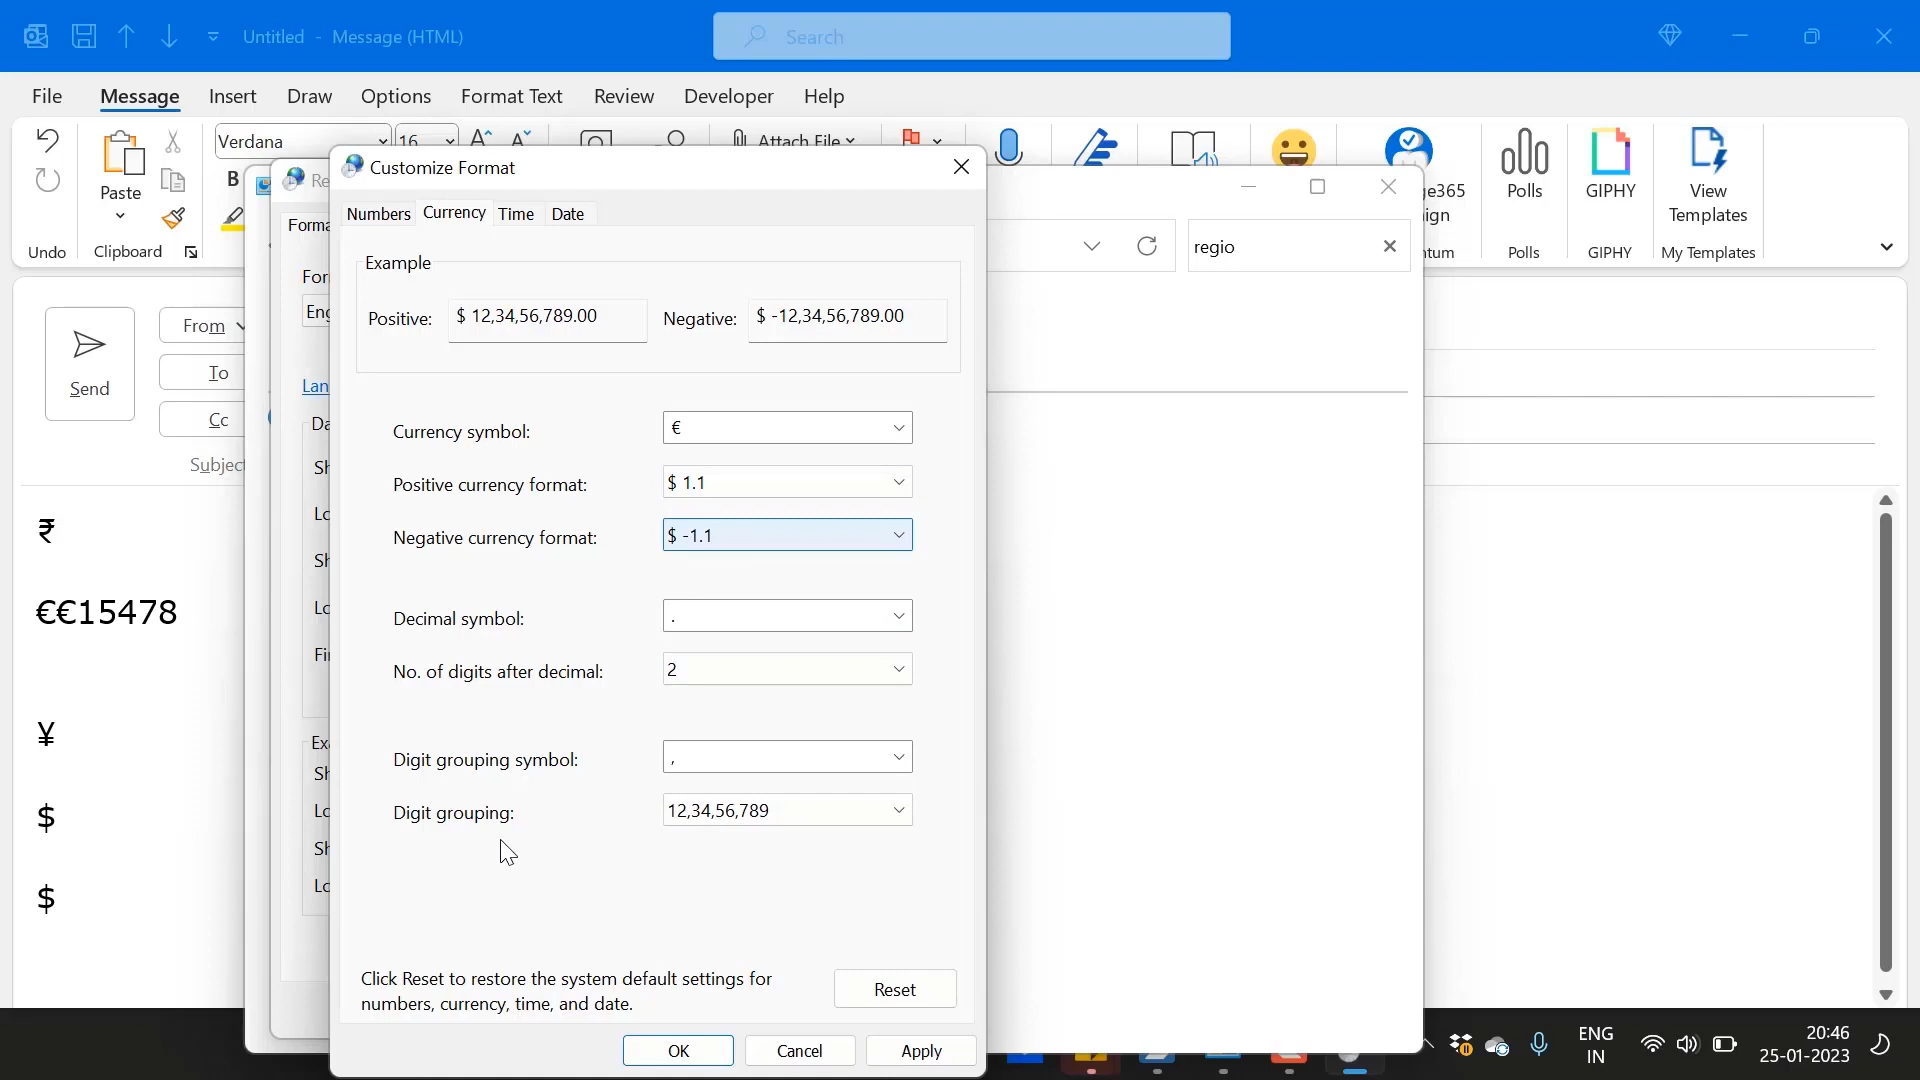 Untitled - Message (HTML)
Search
File Message Insert Draw Options Format Text Review Developer Help
Verdana 16 Attach File
Paste B
Undo Clipboard
Polls GIPHY View Templates
Polls GIPHY My Templates
Customize Format
Numbers Currency Time Date
Example
Positive: $ 12,34,56,789.00 Negative: $ -12,34,56,789.00
Currency symbol: €
Positive currency format: $ 1.1
Negative currency format: $ -1.1
Decimal symbol: .
No. of digits after decimal: 2
Digit grouping symbol: ,
Digit grouping: 12,34,56,789
Click Reset to restore the system default settings for
numbers, currency, time, and date.
Reset
OK Cancel Apply
regio
Send
From
To
Cc
₹
€€15478
¥
$
$
ENG
IN
20:46
25-01-2023